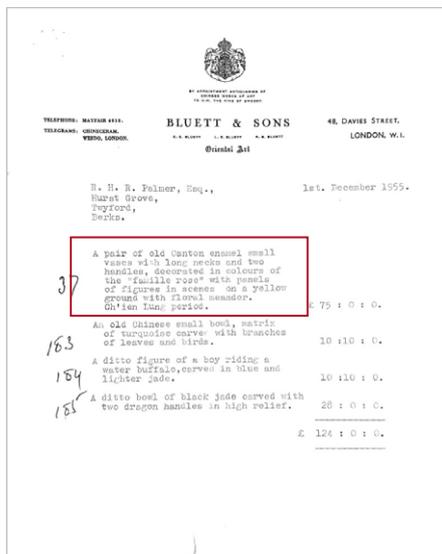 BY APPOINTMENT ANTIQUARIES OF
CHINESE WORKS OF ART
TO H.M. THE KING OF SWEDEN
TELEPHONE: MAYFAIR 4018.
TELEGRAMS: CHINCERAM,
WESDO, LONDON.
BLUETT & SONS
Oriental Art
48, DAVIES STREET,
LONDON, W.1.
R. H. R. Palmer, Esq.,
Hurst Grove,
Twyford,
Berks.
1st. December 1955.
37
A pair of old Canton enamel small
vases with long necks and two
handles, decorated in colours of
the "famille rose" with panels
of figures in scenes on a yellow
ground with floral meander.
Ch'ien Lung period.
£ 75 : 0 : 0.
183
An old Chinese small bowl, matrix
of turquoise carved with branches
of leaves and birds.
10 :10 : 0.
184
A ditto figure of a boy riding a
water buffalo,carved in blue and
lighter jade.
10 :10 : 0.
185
A ditto bowl of black jade carved with
two dragon handles in high relief.
28 : 0 : 0.
£ 124 : 0 : 0.